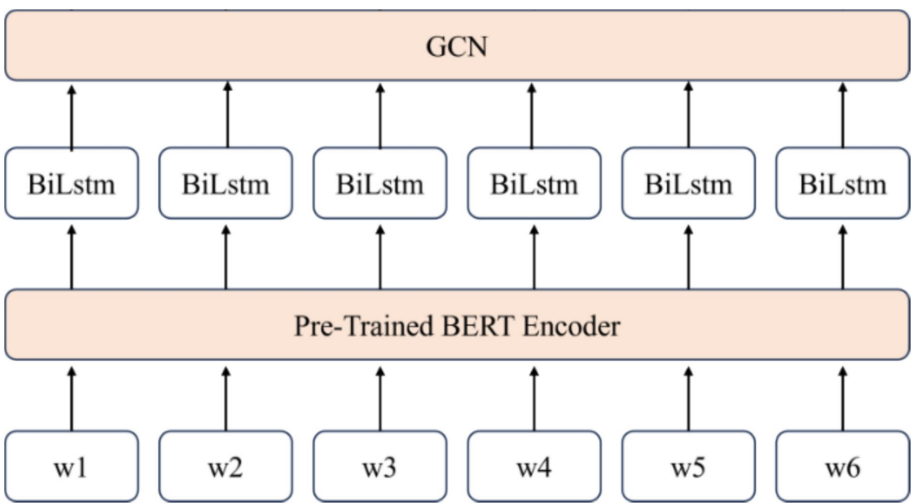 GCN
BiLstm BiLstm BiLstm BiLstm BiLstm BiLstm
Pre-Trained BERT Encoder
w1 w2 w3 w4 w5 w6